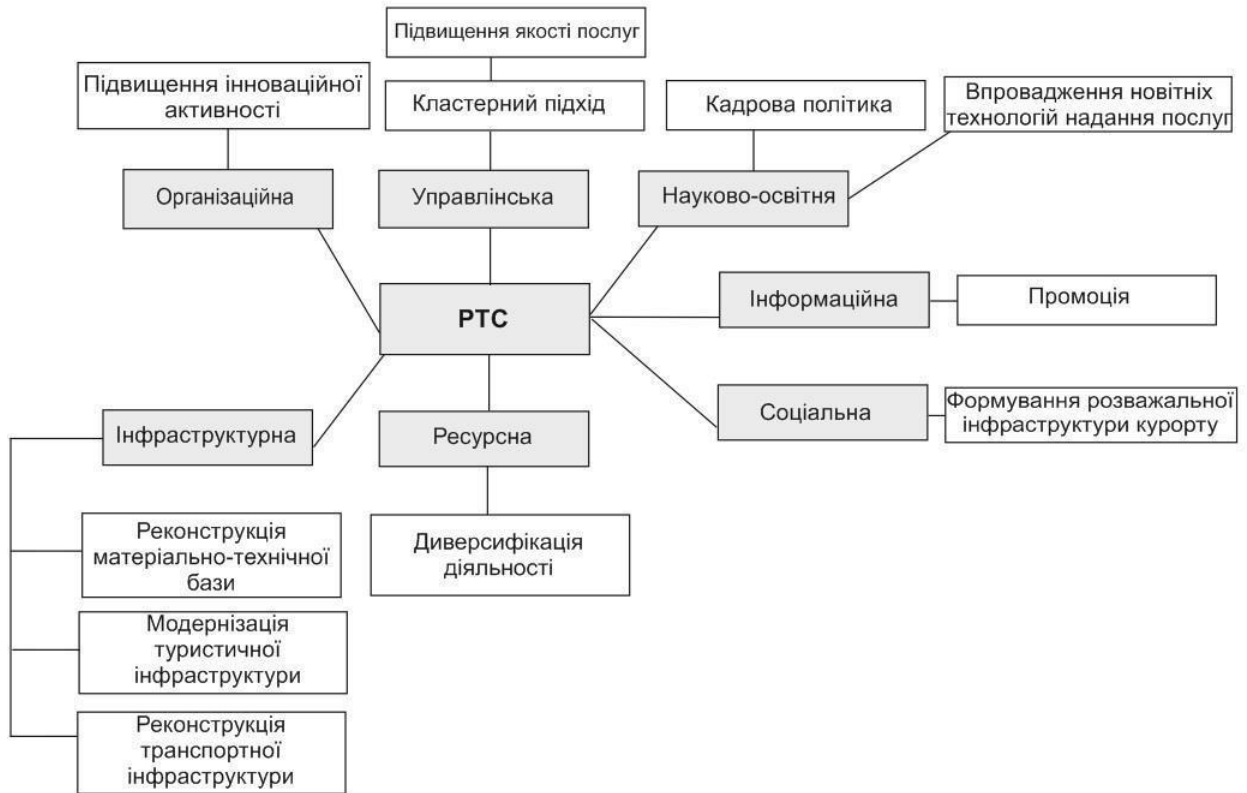 Підвищення якості послуг
Підвищення інноваційної
активності
Кластерний підхід
Кадрова політика
Впровадження новітніх
технологій надання послуг
Організаційна
Управлінська
Науково-освітня
РТС
Інформаційна
Промоція
Соціальна
Формування розважальної
інфраструктури курорту
Інфраструктурна
Ресурсна
Реконструкція
матеріально-технічної
бази
Диверсифікація
діяльності
Модернізація
туристичної
інфраструктури
Реконструкція
транспортної
інфраструктури